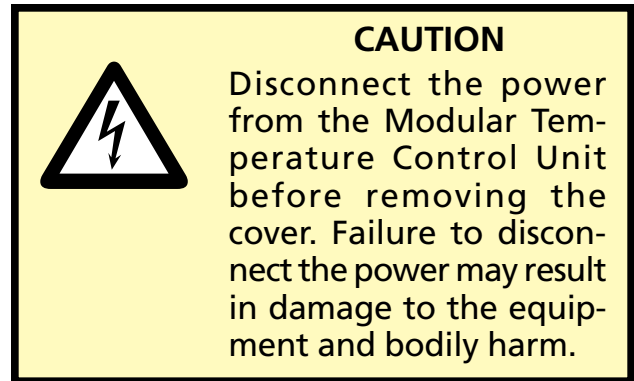 CAUTION
Disconnect the power
from the Modular Tem-
perature Control Unit
before removing the
cover. Failure to discon-
nect the power may result
in damage to the equip-
ment and bodily harm.